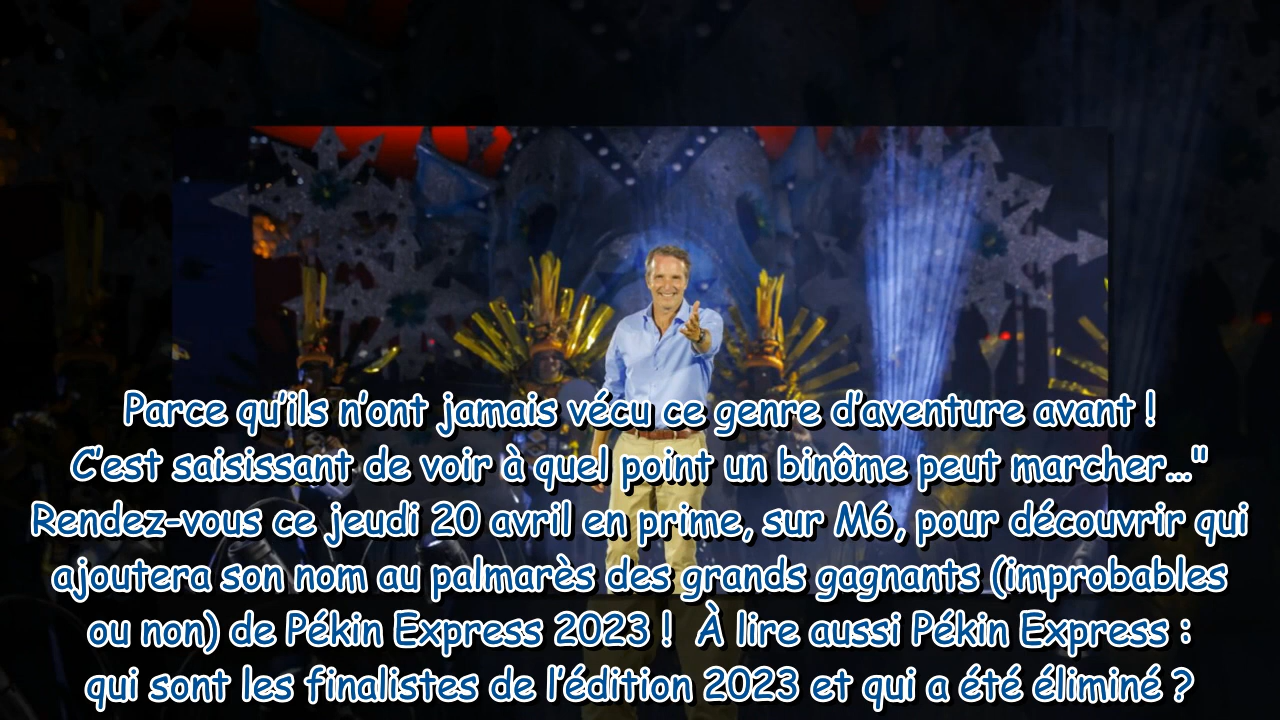 Parce qu'ils n'ont jamais vécu ce genre d'aventure avant !
C'est saisissant de voir à quel point un binôme peut marcher..."
Rendez-vous ce jeudi 20 avril en prime, sur M6, pour découvrir qui
ajoutera son nom au palmarès des grands gagnants (improbables
ou non) de Pékin Express 2023 !  À lire aussi Pékin Express :
qui sont les finalistes de l'édition 2023 et qui a été éliminé ?